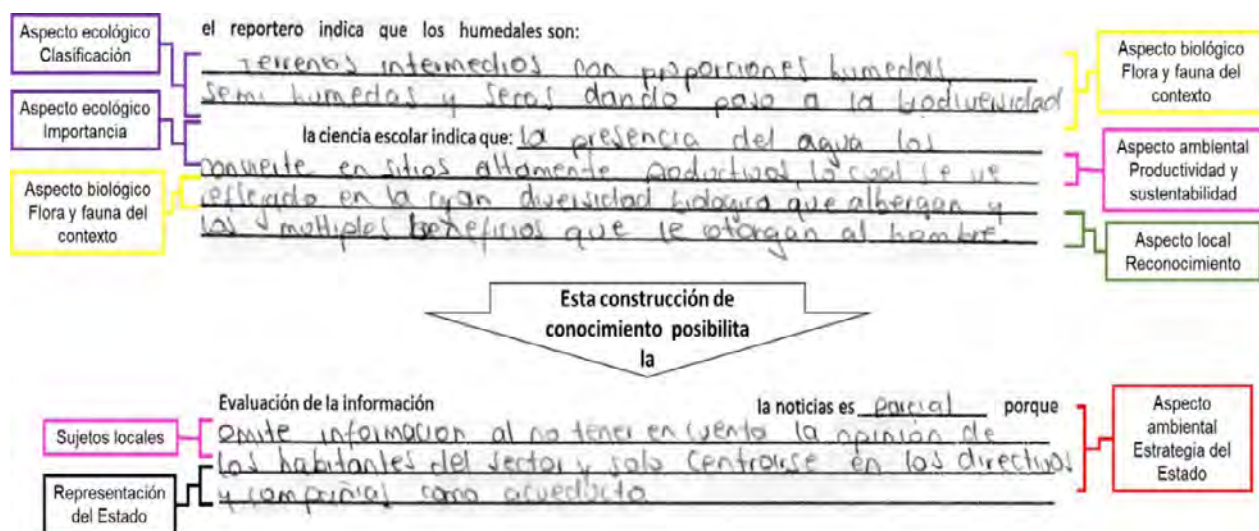 Aspecto ecológico
Clasificación
el reportero indica que los humedales son:
Terrenos intermedios con proporciones humedas,
semi humedas y secas dando paso a la biodiversidad
Aspecto biológico
Flora y fauna del
contexto
Aspecto ecológico
Importancia
la ciencia escolar indica que: la presencia del agua los
convierte en sitios altamente productivos, lo cual se ve
reflejado en la gran diversidad biologica que albergan y
los multiples beneficios que le otorgan al hombre.
Aspecto ambiental
Productividad y
sustentabilidad
Aspecto biológico
Flora y fauna del
contexto
Aspecto local
Reconocimiento
Esta construcción de
conocimiento posibilita
la
Evaluación de la información
la noticias es parcial porque
omite informacion al no tener en cuenta la opinión de
los habitantes del sector y solo centrarse en los directivos
y compañias como acueducto
Sujetos locales
Representación
del Estado
Aspecto
ambiental
Estrategia del
Estado